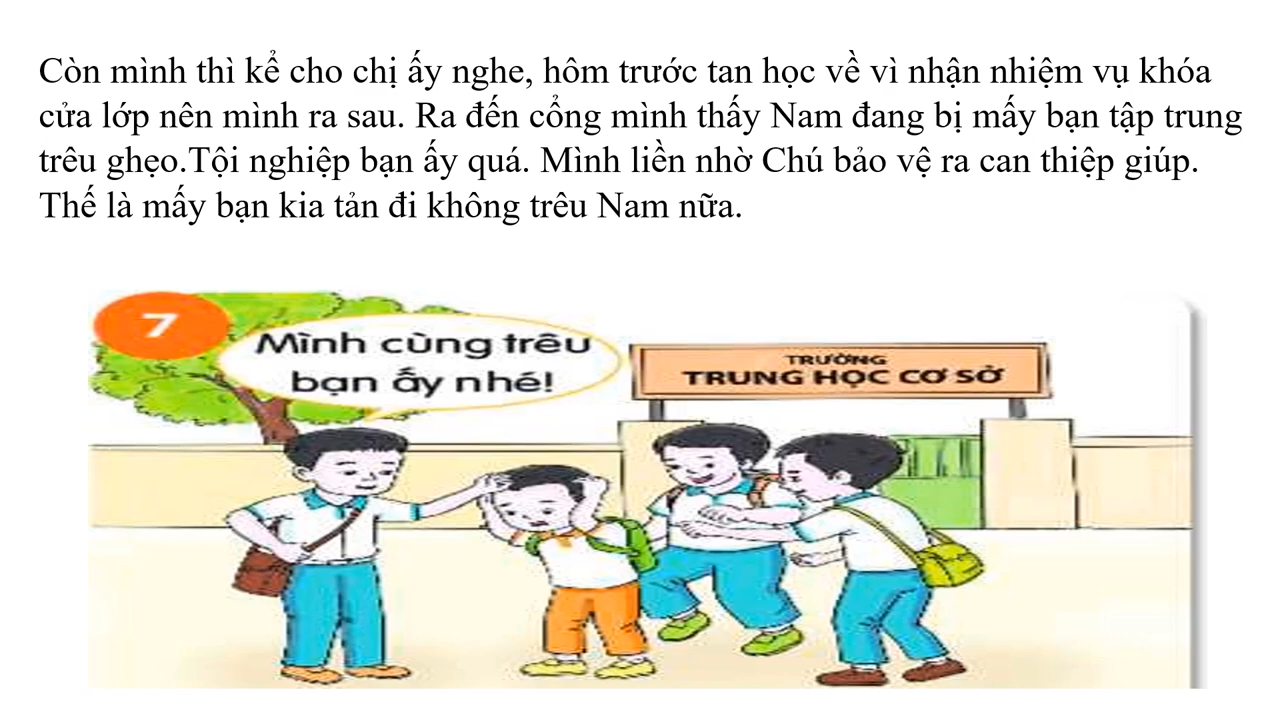 Còn mình thì kể cho chị ấy nghe, hôm trước tan học về vì nhận nhiệm vụ khóa
cửa lớp nên mình ra sau. Ra đến cổng mình thấy Nam đang bị mấy bạn tập trung
trêu ghẹo.Tội nghiệp bạn ấy quá. Mình liền nhờ Chú bảo vệ ra can thiệp giúp.
Thế là mấy bạn kia tản đi không trêu Nam nữa.
7
Mình cùng trêu
bạn ấy nhé!
TRƯỜNG
TRUNG HỌC CƠ SỞ